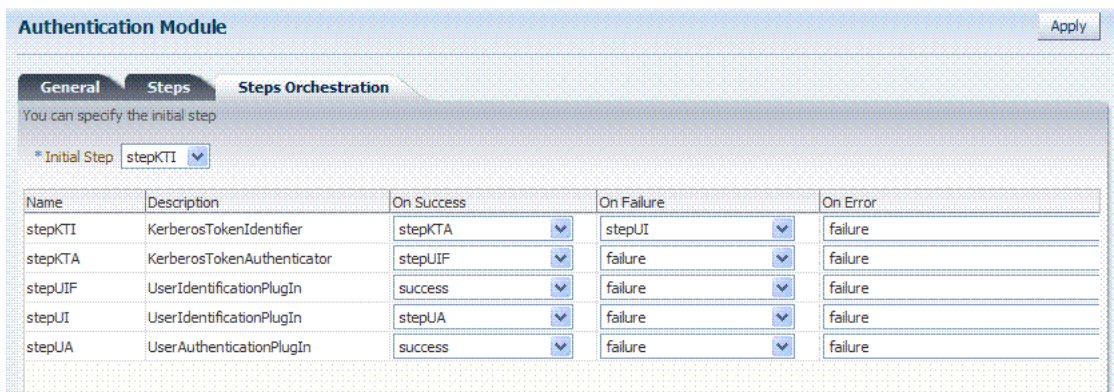 Authentication Module
Apply
General Steps Steps Orchestration
You can specify the initial step
* Initial Step stepKTI
Name Description On Success On Failure On Error
stepKTI KerberosTokenIdentifier stepKTA stepUI failure
stepKTA KerberosTokenAuthenticator stepUIF failure failure
stepUIF UserIdentificationPlugIn success failure failure
stepUI UserIdentificationPlugIn stepUA failure failure
stepUA UserAuthenticationPlugIn success failure failure